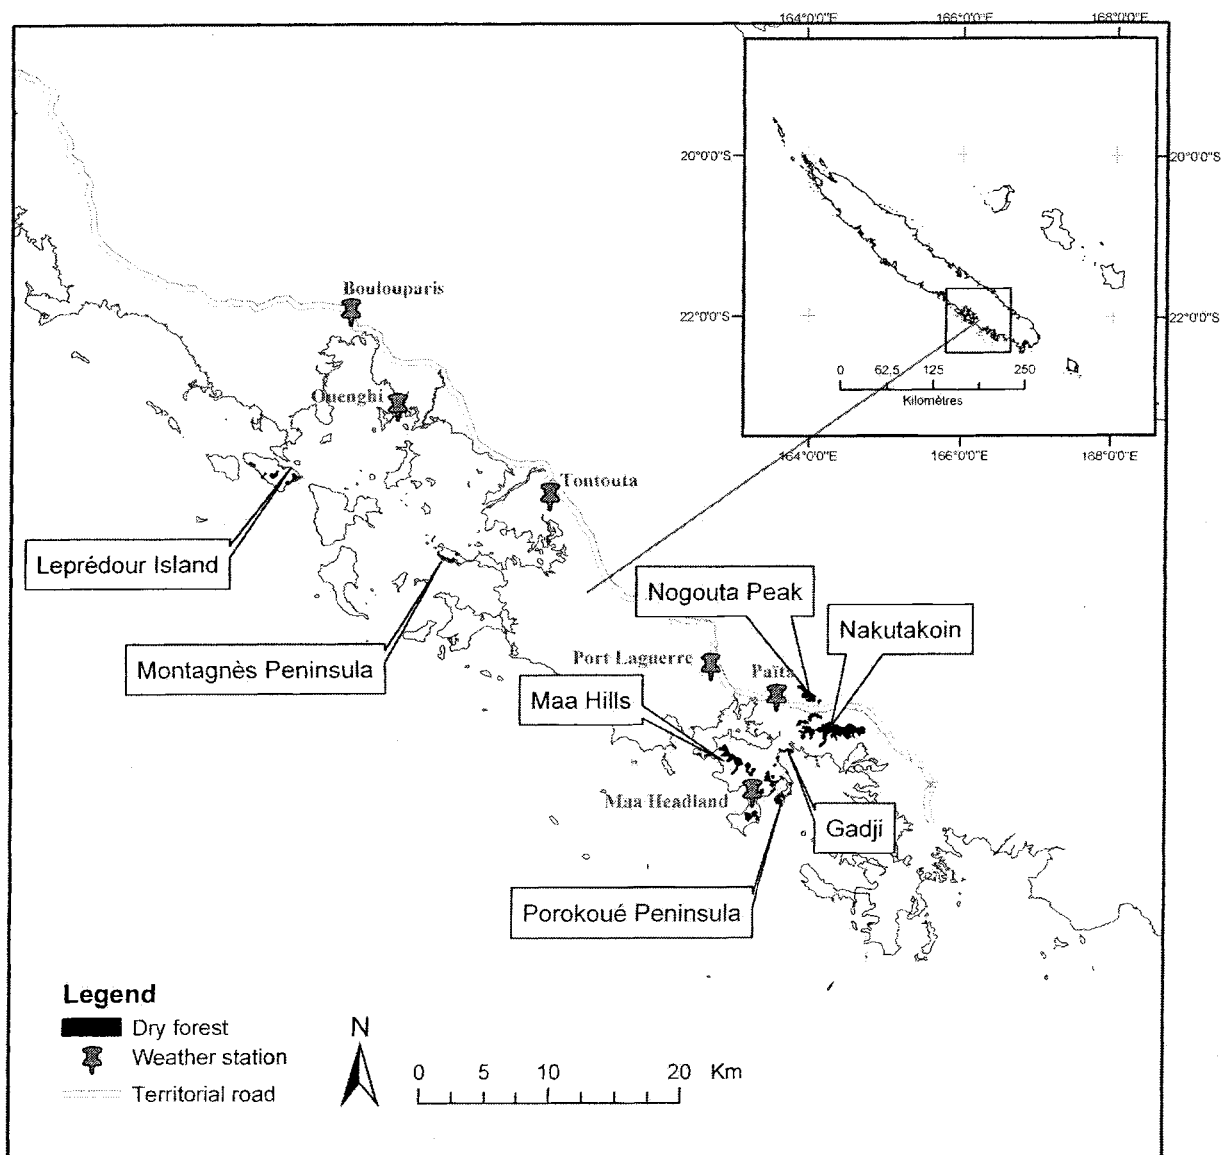 164°0'0"E 166°0'0"E 168°0'0"E
20°0'0"S 20°0'0"S
22°0'0"S 22°0'0"S
0 62.5 125 250
Kilomètres
164°0'0"E 166°0'0"E 168°0'0"E
Boulouparis
Ouenghi
Tontouta
Leprédour Island
Nogouta Peak
Nakutakoin
Montagnès Peninsula
Port Laguerre
Païta
Maa Hills
Maa Headland
Gadji
Porokoué Peninsula
Legend
Dry forest
Weather station
Territorial road
N
0 5 10 20 Km